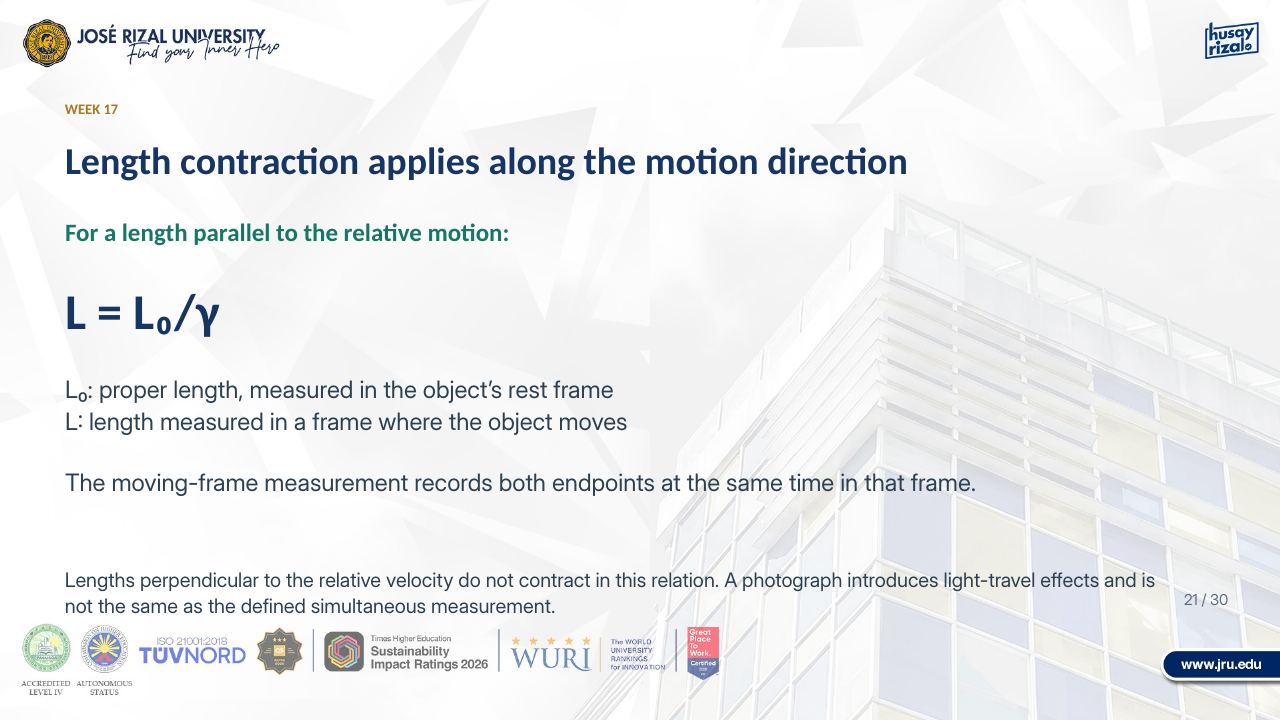 JOSÉ RIZAL UNIVERSITY
Find your Inner Hero
husay
rizal
WEEK 17
Length contraction applies along the motion direction
For a length parallel to the relative motion:
L = L₀/γ
L₀: proper length, measured in the object’s rest frame
L: length measured in a frame where the object moves
The moving-frame measurement records both endpoints at the same time in that frame.
Lengths perpendicular to the relative velocity do not contract in this relation. A photograph introduces light-travel effects and is
not the same as the defined simultaneous measurement.
21 / 30
ACCREDITED
LEVEL IV
AUTONOMOUS
STATUS
ISO 21001:2018
TÜVNORD
Times Higher Education
Sustainability
Impact Ratings 2026
WURI
The WORLD
UNIVERSITY
RANKINGS
for INNOVATION
Great
Place
To
Work.
Certified
www.jru.edu